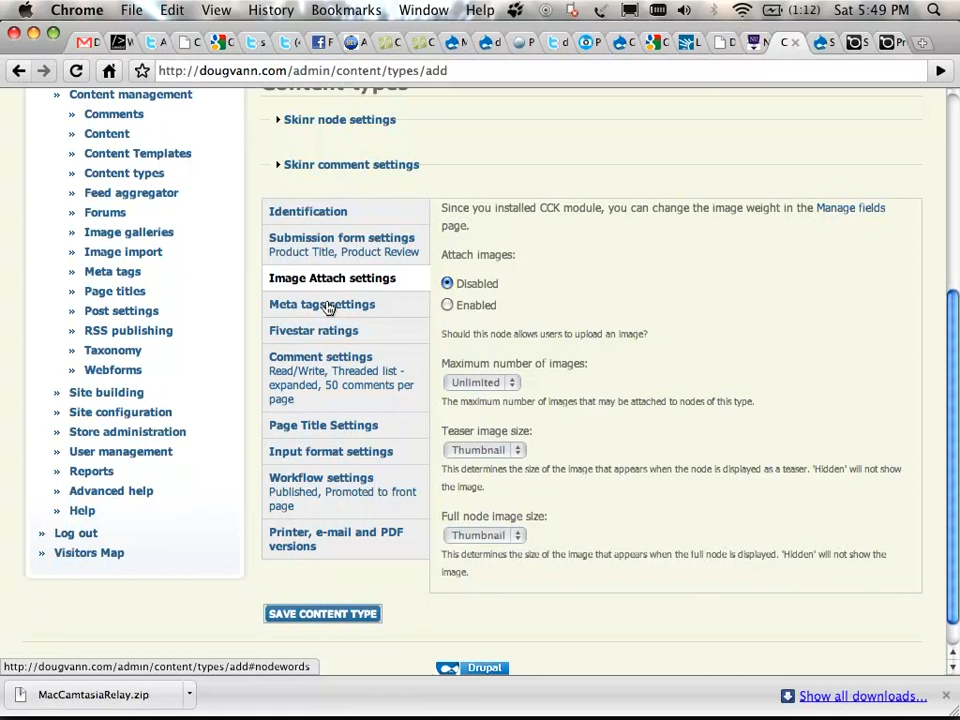 Chrome File Edit View History Bookmarks Window Help (1:12) Sat 5:49 PM
http://dougvann.com/admin/content/types/add
Content types
» Content management
» Comments
» Content
» Content Templates
» Content types
» Feed aggregator
» Forums
» Image galleries
» Image import
» Meta tags
» Page titles
» Post settings
» RSS publishing
» Taxonomy
» Webforms
» Site building
» Site configuration
» Store administration
» User management
» Reports
» Advanced help
» Help
» Log out
» Visitors Map
Skinr node settings
Skinr comment settings
Identification
Submission form settings
Product Title, Product Review
Image Attach settings
Meta tags settings
Fivestar ratings
Comment settings
Read/Write, Threaded list -
expanded, 50 comments per
page
Page Title Settings
Input format settings
Workflow settings
Published, Promoted to front
page
Printer, e-mail and PDF
versions
Since you installed CCK module, you can change the image weight in the Manage fields
page.
Attach images:
Disabled
Enabled
Should this node allows users to upload an image?
Maximum number of images:
Unlimited
The maximum number of images that may be attached to nodes of this type.
Teaser image size:
Thumbnail
This determines the size of the image that appears when the node is displayed as a teaser. 'Hidden' will not show
the image.
Full node image size:
Thumbnail
This determines the size of the image that appears when the full node is displayed. 'Hidden' will not show the
image.
SAVE CONTENT TYPE
http://dougvann.com/admin/content/types/add#nodewords
Drupal
MacCamtasiaRelay.zip
Show all downloads...